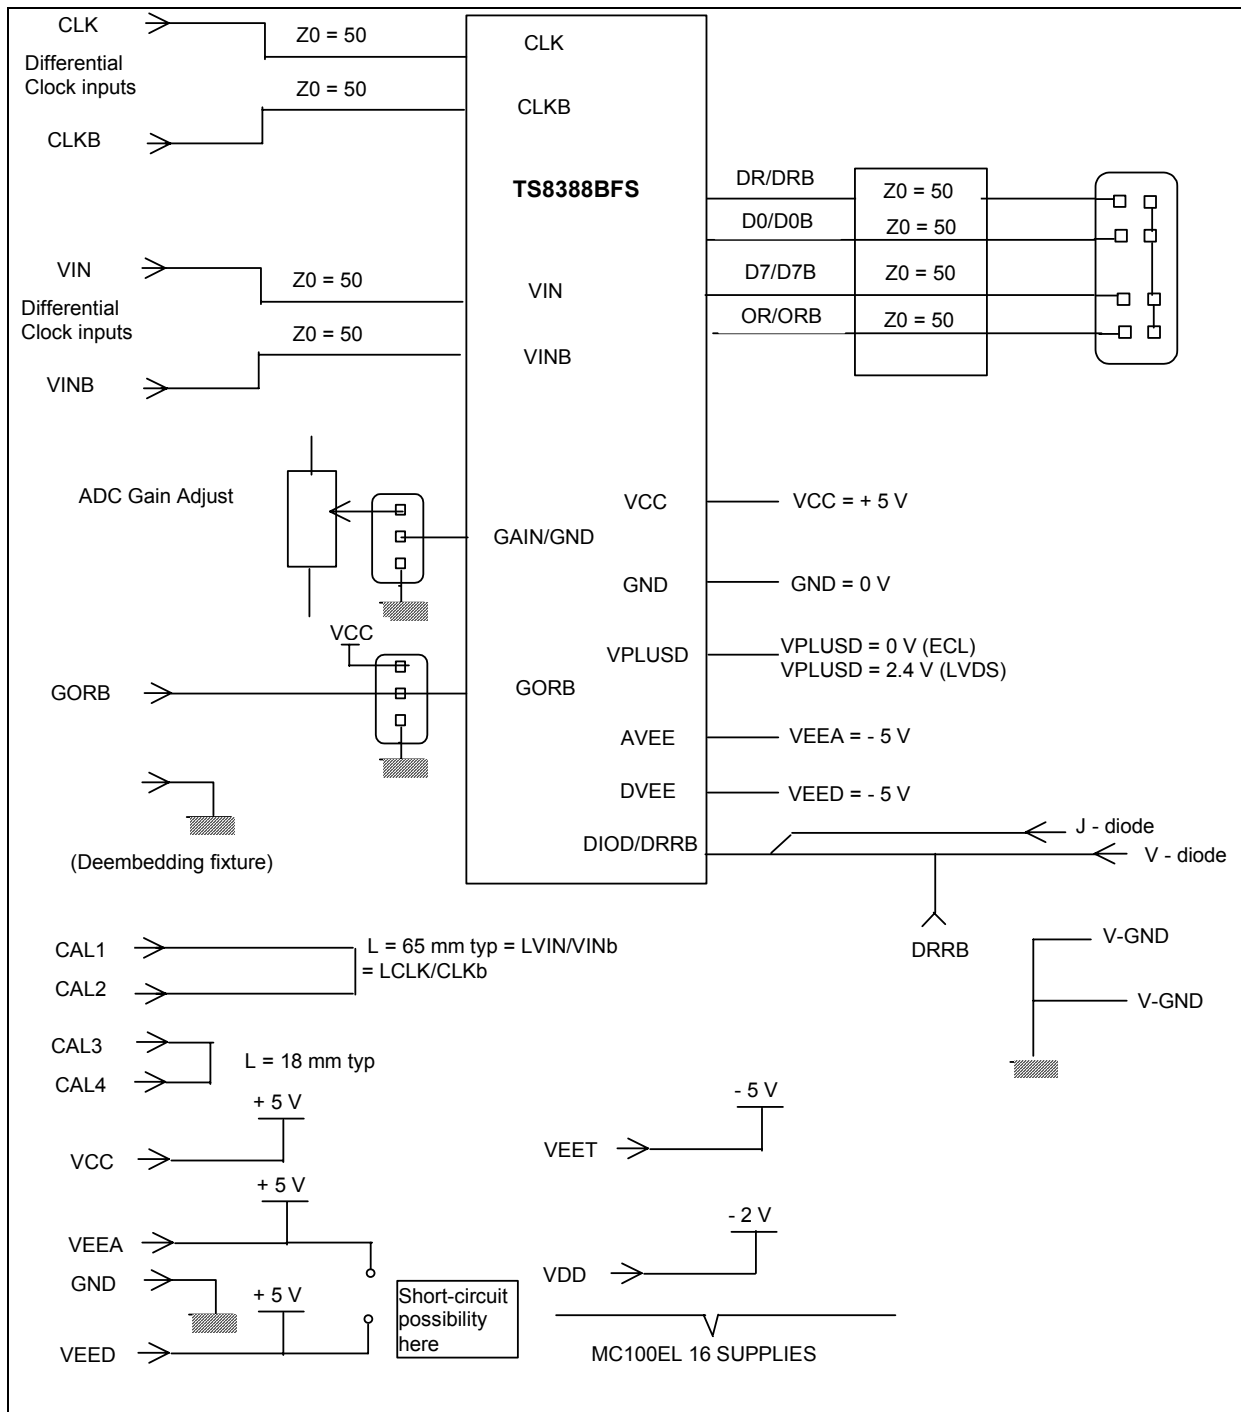 CLK
Z0 = 50
CLK
Differential
Clock inputs
Z0 = 50
CLKB
CLKB
TS8388BFS
DR/DRB
Z0 = 50
D0/D0B
Z0 = 50
VIN
Z0 = 50
VIN
D7/D7B
Z0 = 50
Differential
Clock inputs
Z0 = 50
OR/ORB
Z0 = 50
VINB
VINB
ADC Gain Adjust
GAIN/GND
VCC
VCC = + 5 V
GND
GND = 0 V
VCC
VPLUSD
VPLUSD = 0 V (ECL)
VPLUSD = 2.4 V (LVDS)
GORB
GORB
AVEE
VEEA = - 5 V
DVEE
VEED = - 5 V
DIOD/DRRB
J - diode
V - diode
(Deembedding fixture)
DRRB
V-GND
V-GND
CAL1
L = 65 mm typ = LVIN/VINb
= LCLK/CLKb
CAL2
CAL3
L = 18 mm typ
CAL4
+ 5 V
VCC
- 5 V
VEET
+ 5 V
VEEA
- 2 V
VDD
GND
+ 5 V
Short-circuit
possibility
here
VEED
MC100EL 16 SUPPLIES